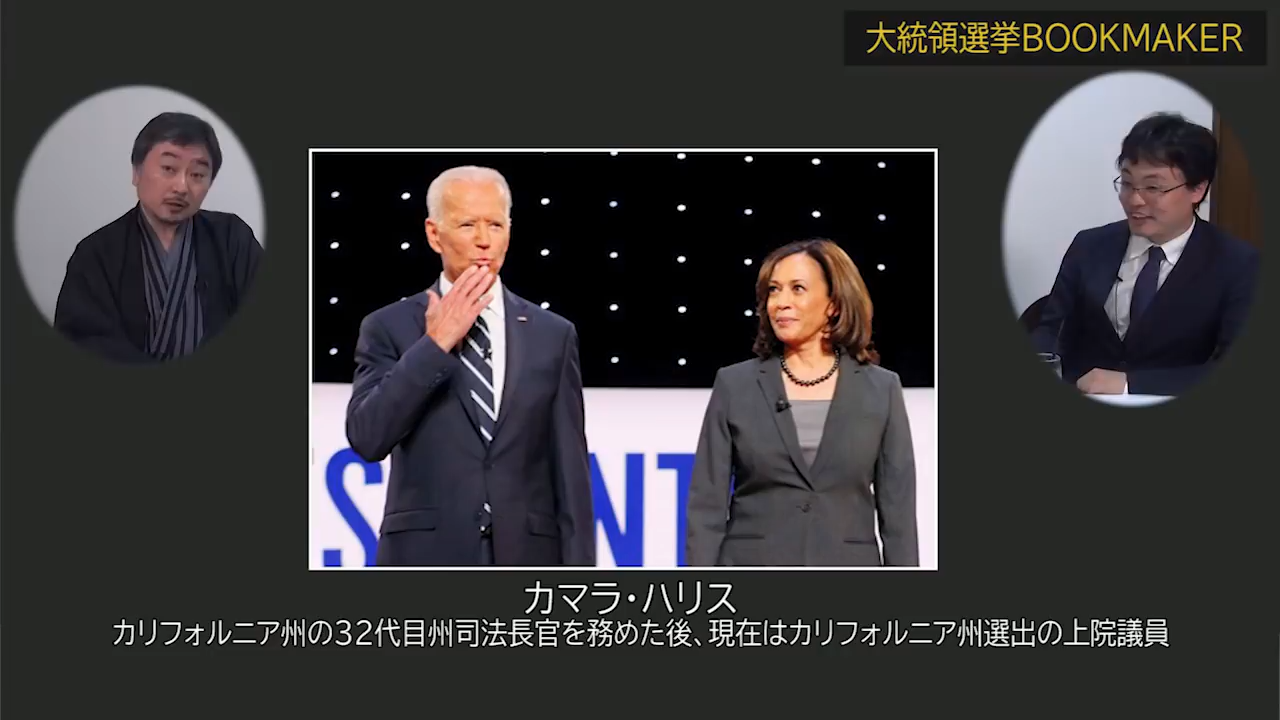 大統領選挙BOOKMAKER
S NT
カマラ・ハリス
カリフォルニア州の32代目州司法長官を務めた後、現在はカリフォルニア州選出の上院議員